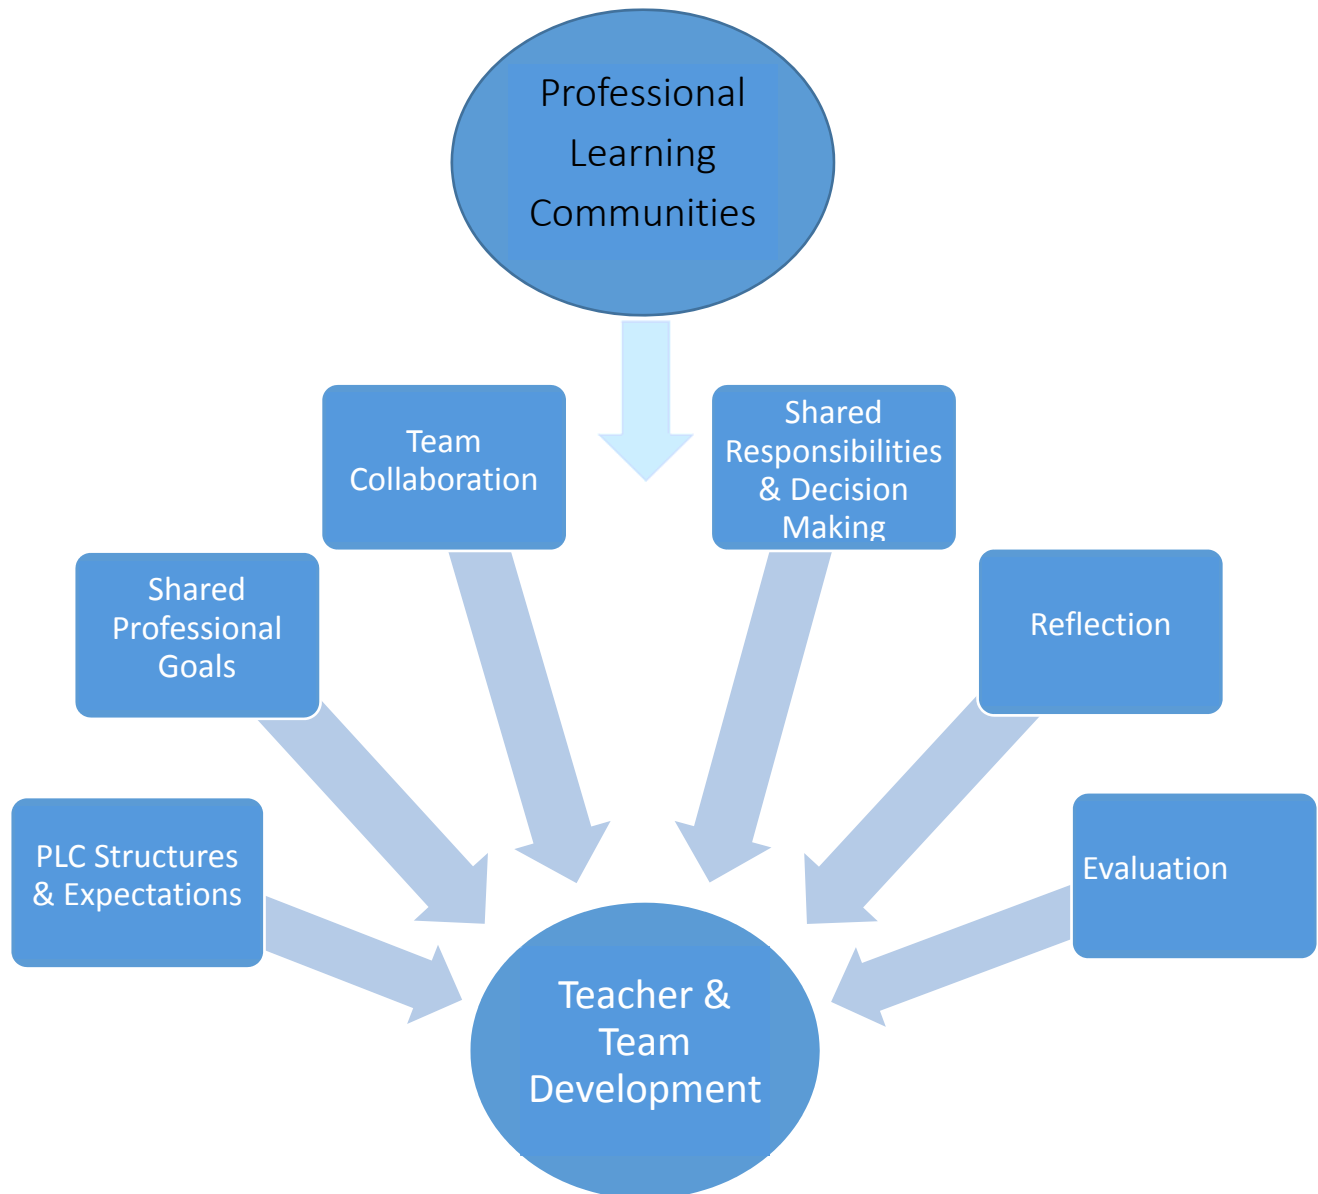 Professional
Learning
Communities
Team
Collaboration
Shared
Responsibilities
& Decision
Making
Shared
Professional
Goals
Reflection
PLC Structures
& Expectations
Evaluation
Teacher &
Team
Development